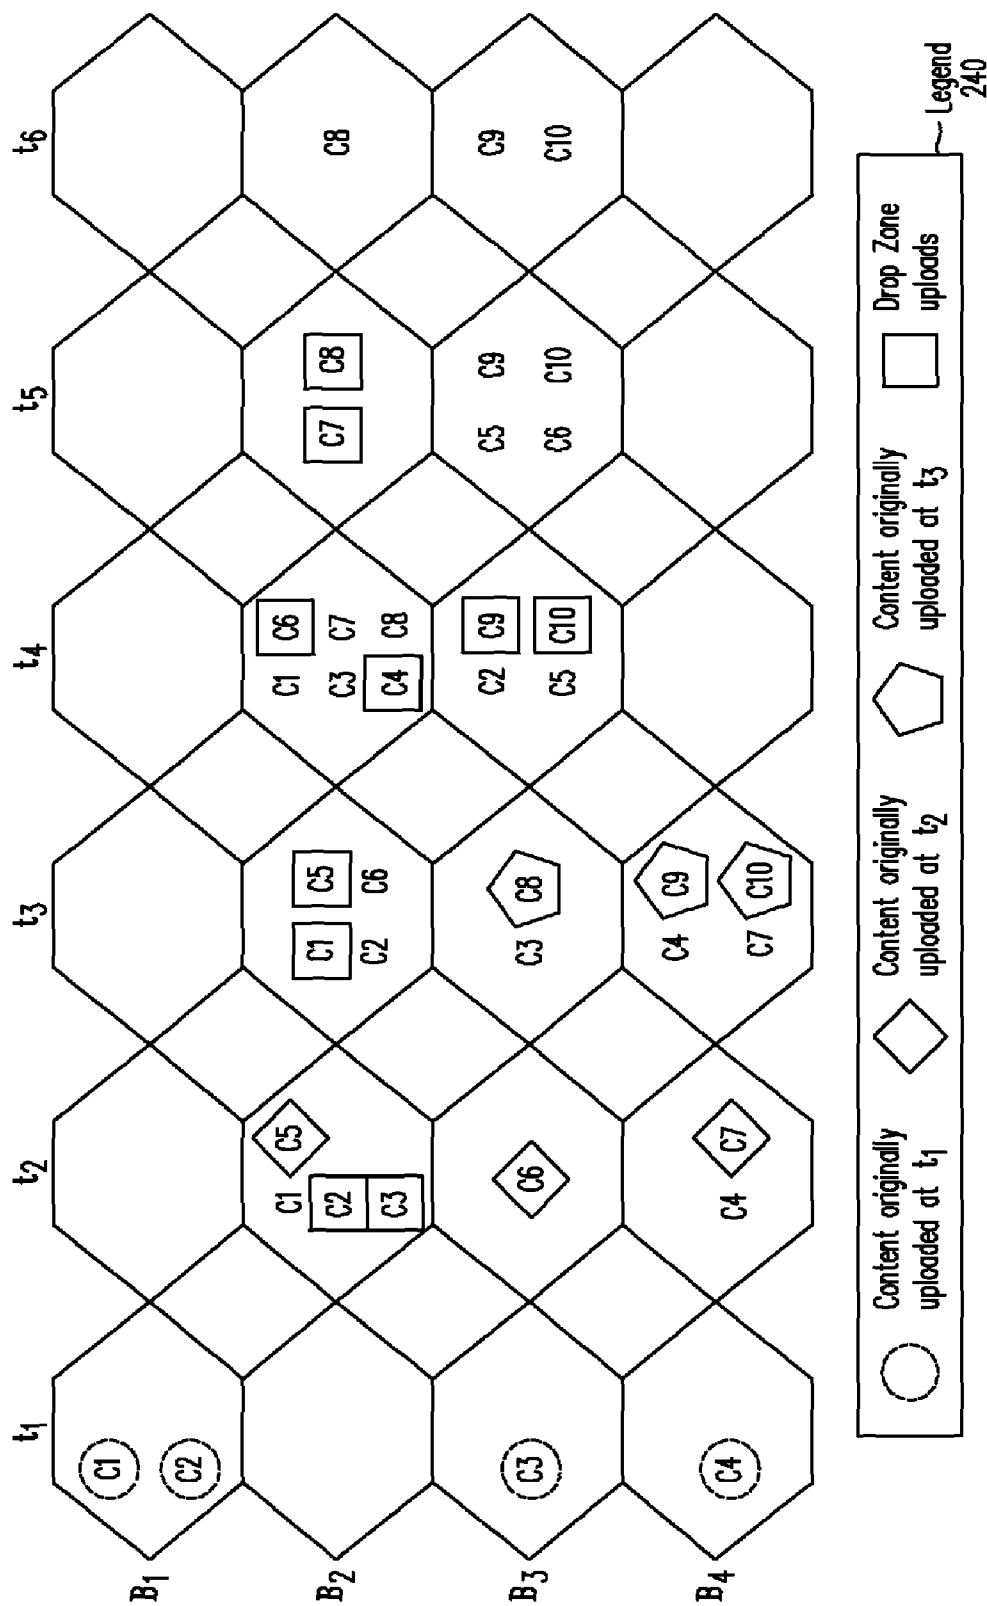 t1 t2 t3 t4 t5 t6
B1
C1
C2
B2
C1 C5
C2
C3
C1 C5
C2 C6
C1 C6
C3 C7
C4 C8
C7 C8
C8
B3
C3
C6
C3 C8
C2 C9
C5 C10
C5 C9
C6 C10
C9
C10
B4
C4
C4 C7
C4 C9
C7 C10
Content originally
uploaded at t1
Content originally
uploaded at t2
Content originally
uploaded at t3
Drop Zone
uploads
Legend
240